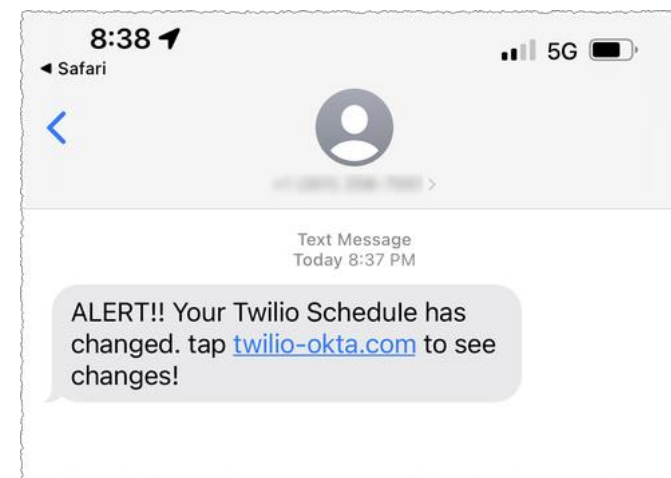 8:38
5G
◀ Safari
Text Message
Today 8:37 PM
ALERT!! Your Twilio Schedule has
changed. tap twilio-okta.com to see
changes!